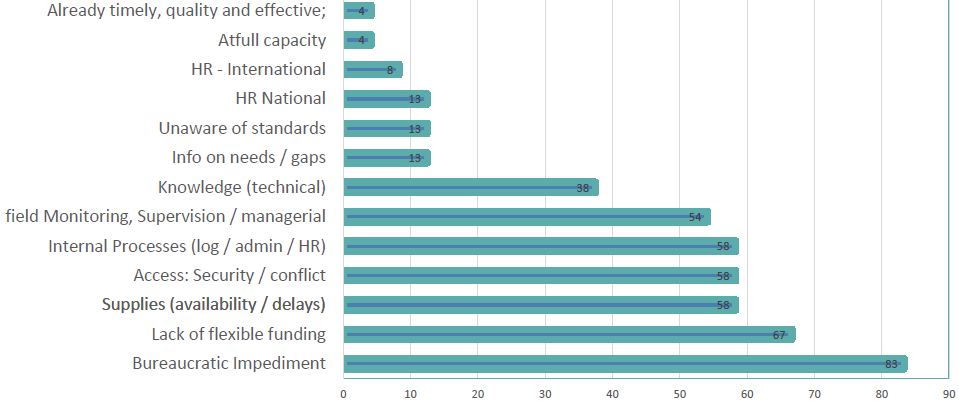 Already timely, quality and effective; 4
Atfull capacity 4
HR - International 8
HR National 13
Unaware of standards 13
Info on needs / gaps 13
Knowledge (technical) 38
field Monitoring, Supervision / managerial 54
Internal Processes (log / admin / HR) 58
Access: Security / conflict 58
Supplies (availability / delays) 58
Lack of flexible funding 67
Bureaucratic Impediment 83
0 10 20 30 40 50 60 70 80 90